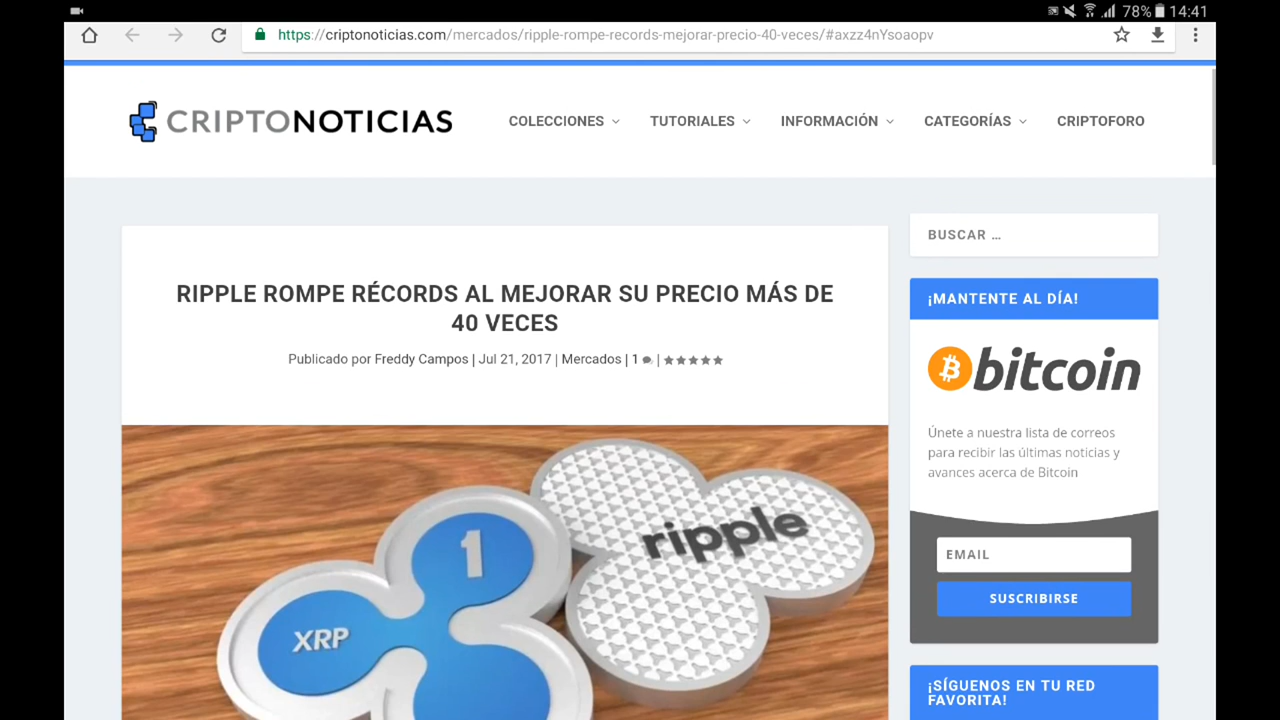 78% 14:41
https://criptonoticias.com/mercados/ripple-rompe-records-mejorar-precio-40-veces/#axzz4nYsoaopv
CRIPTONOTICIAS
COLECCIONES TUTORIALES INFORMACIÓN CATEGORÍAS CRIPTOFORO
RIPPLE ROMPE RÉCORDS AL MEJORAR SU PRECIO MÁS DE
40 VECES
Publicado por Freddy Campos | Jul 21, 2017 | Mercados | 1 |
1
XRP
ripple
BUSCAR …
¡MANTENTE AL DÍA!
bitcoin
Únete a nuestra lista de correos
para recibir las últimas noticias y
avances acerca de Bitcoin
EMAIL
SUSCRIBIRSE
¡SÍGUENOS EN TU RED
FAVORITA!